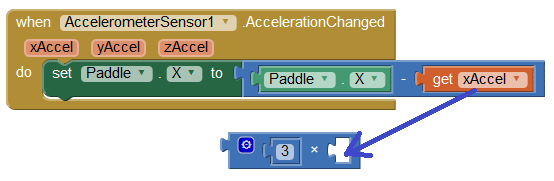 when AccelerometerSensor1 .AccelerationChanged
xAccel yAccel zAccel
do set Paddle . X to Paddle . X - get xAccel
3 ×